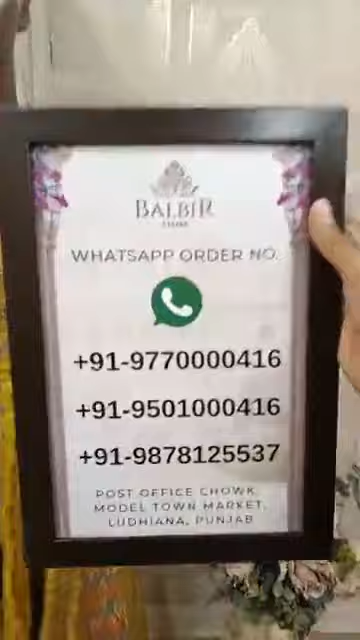 BALBIR
WHATSAPP ORDER NO.
+91-9770000416
+91-9501000416
+91-9878125537
POST OFFICE CHOWK,
MODEL TOWN MARKET,
LUDHIANA, PUNJAB